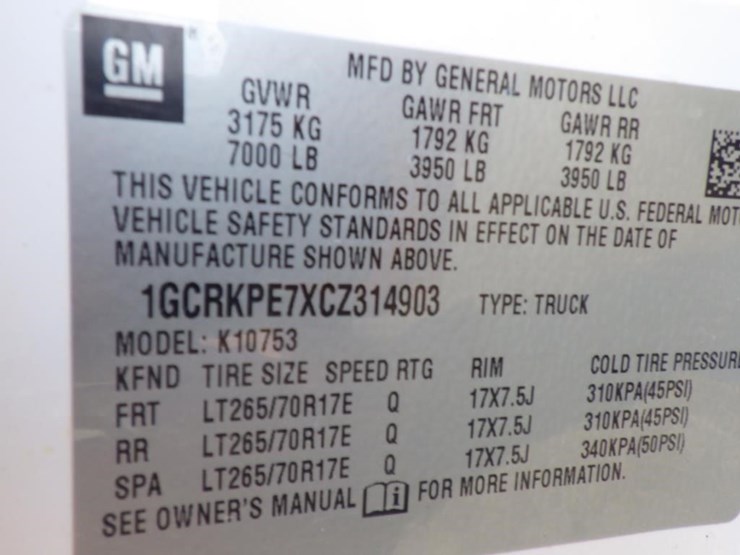 GM
MFD BY GENERAL MOTORS LLC
GVWR GAWR FRT GAWR RR
3175 KG 1792 KG 1792 KG
7000 LB 3950 LB 3950 LB
THIS VEHICLE CONFORMS TO ALL APPLICABLE U.S. FEDERAL MOT
VEHICLE SAFETY STANDARDS IN EFFECT ON THE DATE OF
MANUFACTURE SHOWN ABOVE.
1GCRKPE7XCZ314903 TYPE: TRUCK
MODEL: K10753
KFND TIRE SIZE SPEED RTG RIM COLD TIRE PRESSURE
FRT LT265/70R17E Q 17X7.5J 310KPA(45PSI)
RR LT265/70R17E Q 17X7.5J 310KPA(45PSI)
SPA LT265/70R17E Q 17X7.5J 340KPA(50PSI)
SEE OWNER'S MANUAL i FOR MORE INFORMATION.